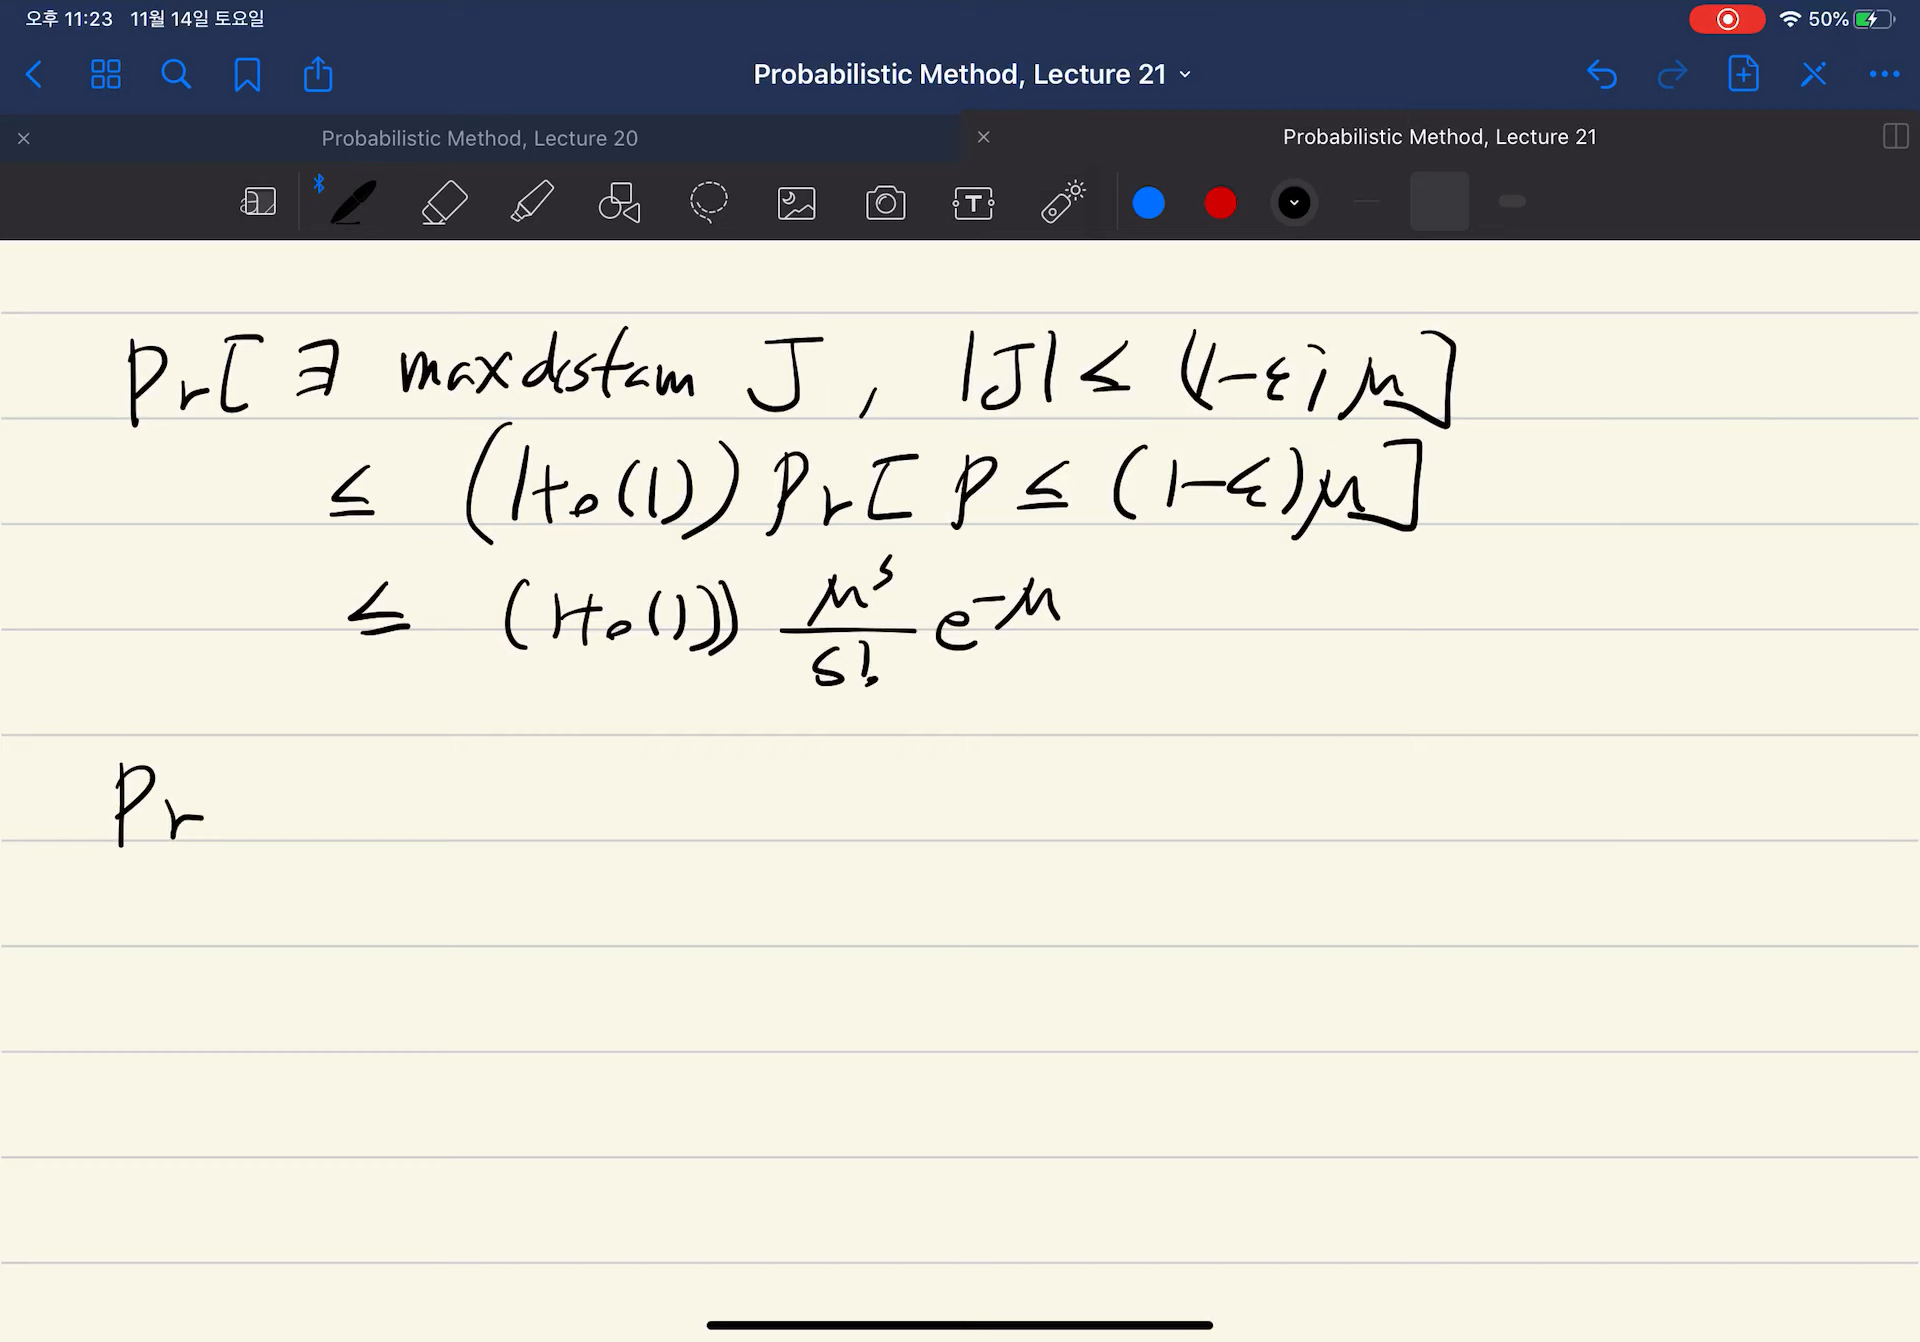 오후 11:23 11월 14일 토요일 50%
Probabilistic Method, Lecture 21
Probabilistic Method, Lecture 20 Probabilistic Method, Lecture 21
Pr[ ∃ maxdisfam J, |J| ≤ (1-ε) μ]
≤ (1+o(1)) Pr[ P ≤ (1-ε)μ]
≤ (1+o(1)) μ^s/s! e^{-μ}
Pr